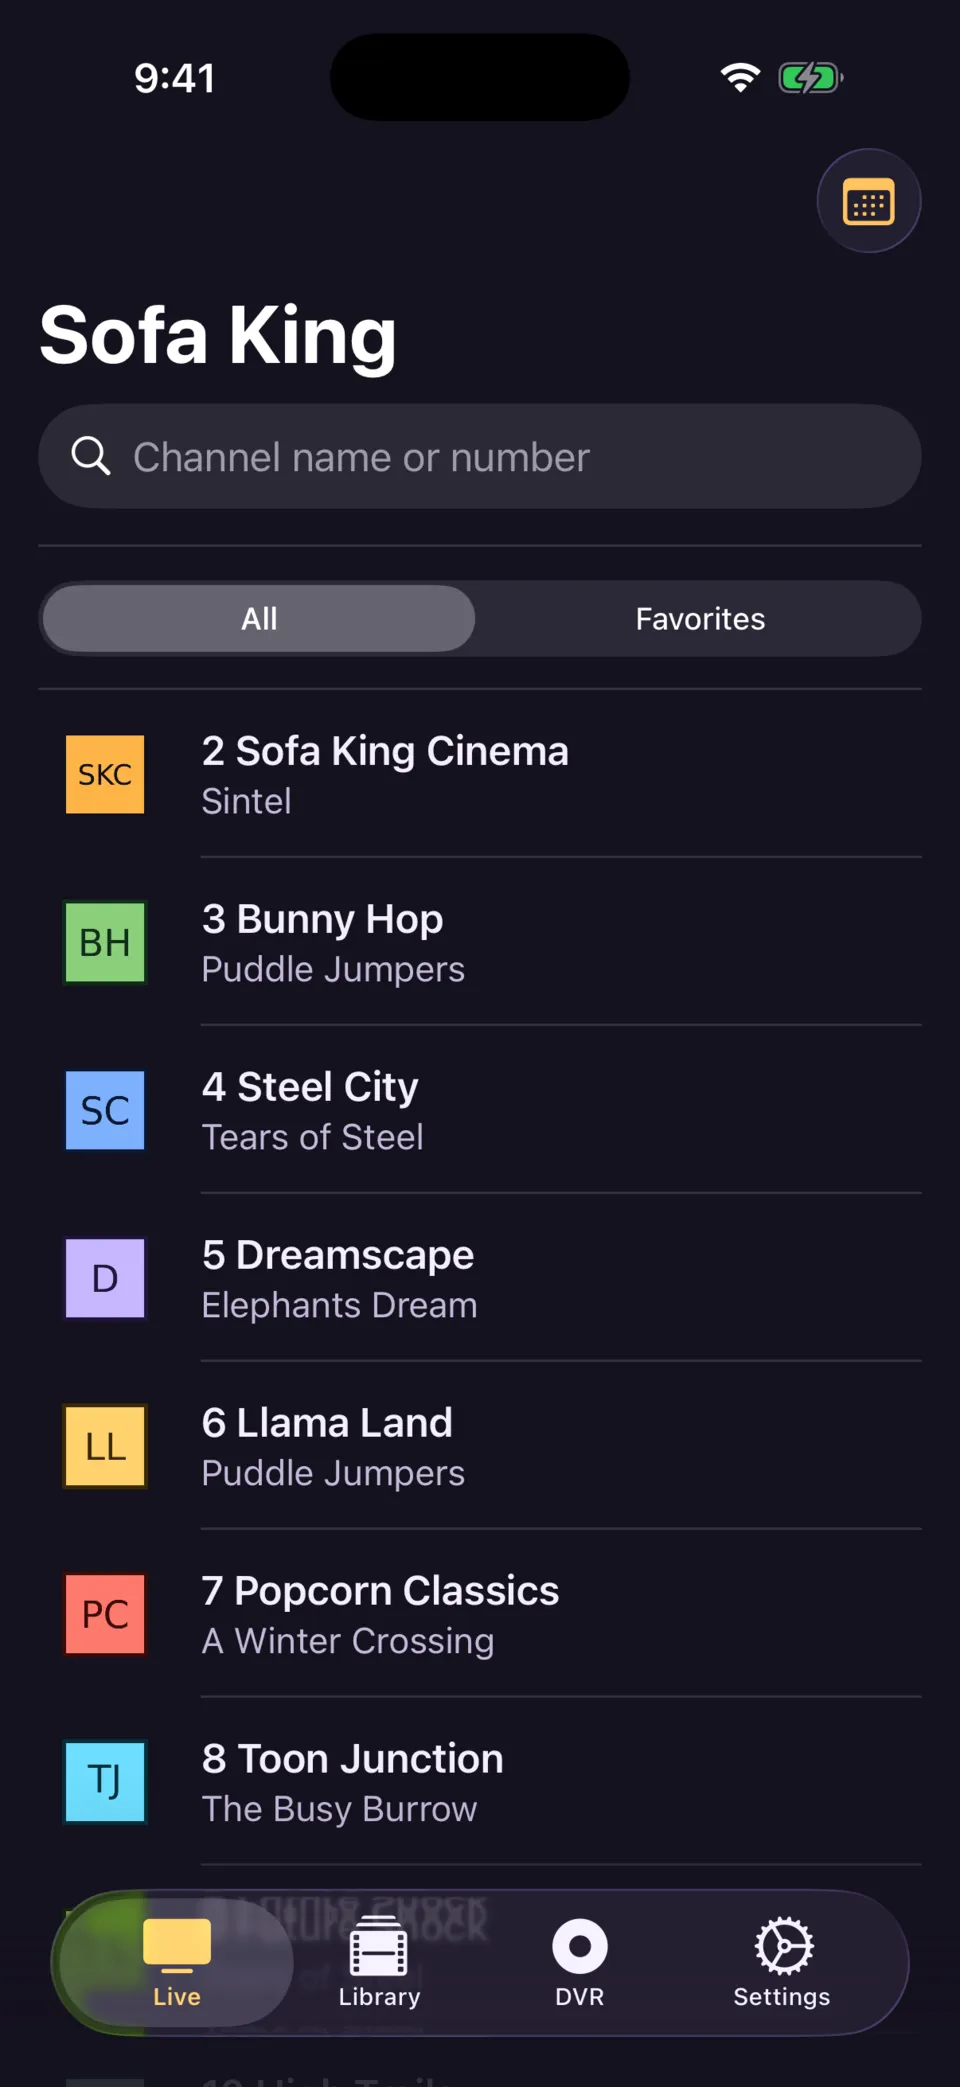 9:41
Sofa King
Channel name or number
All
Favorites
SKC
2 Sofa King Cinema
Sintel
BH
3 Bunny Hop
Puddle Jumpers
SC
4 Steel City
Tears of Steel
D
5 Dreamscape
Elephants Dream
LL
6 Llama Land
Puddle Jumpers
PC
7 Popcorn Classics
A Winter Crossing
TJ
8 Toon Junction
The Busy Burrow
Live
Library
DVR
Settings